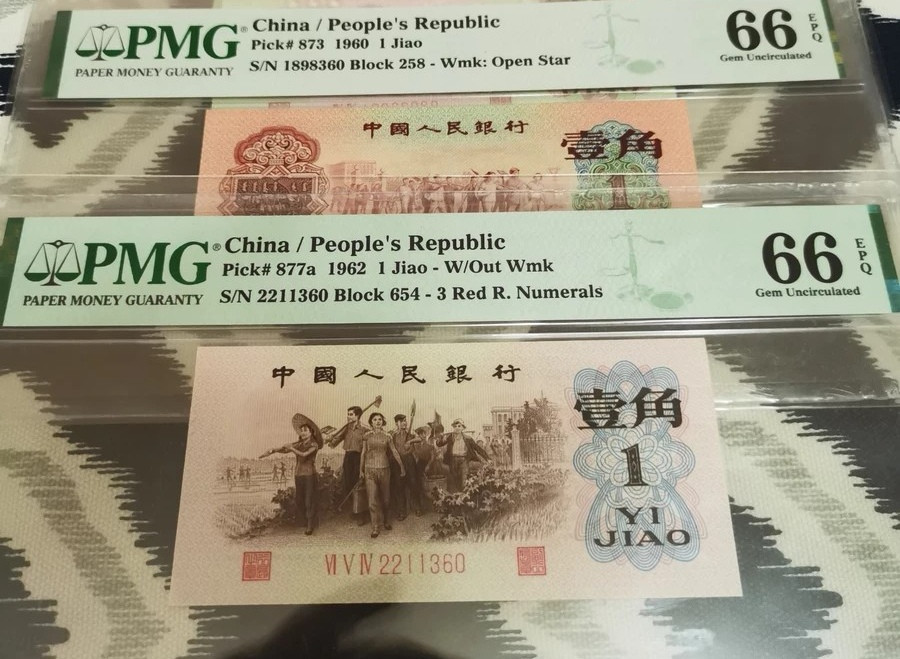 PMG®
PAPER MONEY GUARANTY
China / People's Republic
Pick# 873 1960 1 Jiao
S/N 1898360 Block 258 - Wmk: Open Star
66 EPQ
Gem Uncirculated
中國人民銀行
壹角
1
PMG®
PAPER MONEY GUARANTY
China / People's Republic
Pick# 877a 1962 1 Jiao - W/Out Wmk
S/N 2211360 Block 654 - 3 Red R. Numerals
66 EPQ
Gem Uncirculated
中國人民銀行
壹角
1
YI
JIAO
VI V IV 2211360